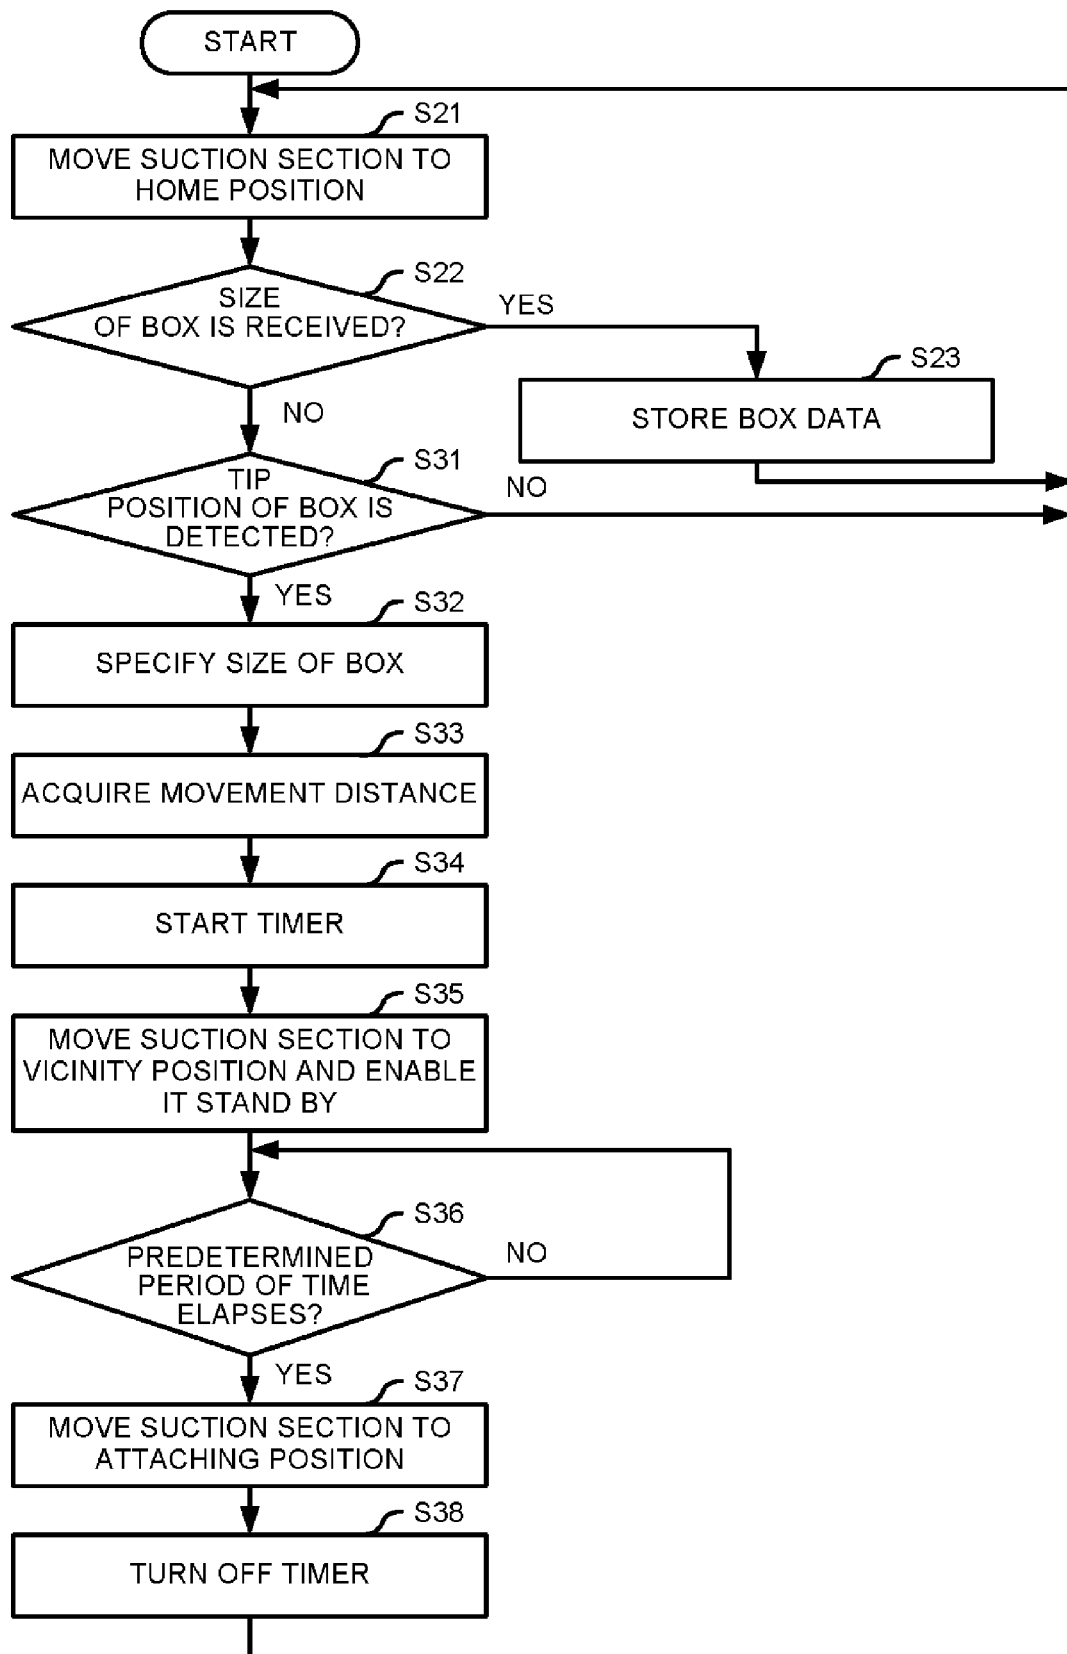 START
S21
MOVE SUCTION SECTION TO
HOME POSITION
S22
SIZE
OF BOX IS RECEIVED?
YES
S23
STORE BOX DATA
NO
S31
TIP
POSITION OF BOX IS
DETECTED?
NO
YES
S32
SPECIFY SIZE OF BOX
S33
ACQUIRE MOVEMENT DISTANCE
S34
START TIMER
S35
MOVE SUCTION SECTION TO
VICINITY POSITION AND ENABLE
IT STAND BY
S36
PREDETERMINED
PERIOD OF TIME
ELAPSES?
NO
YES
S37
MOVE SUCTION SECTION TO
ATTACHING POSITION
S38
TURN OFF TIMER